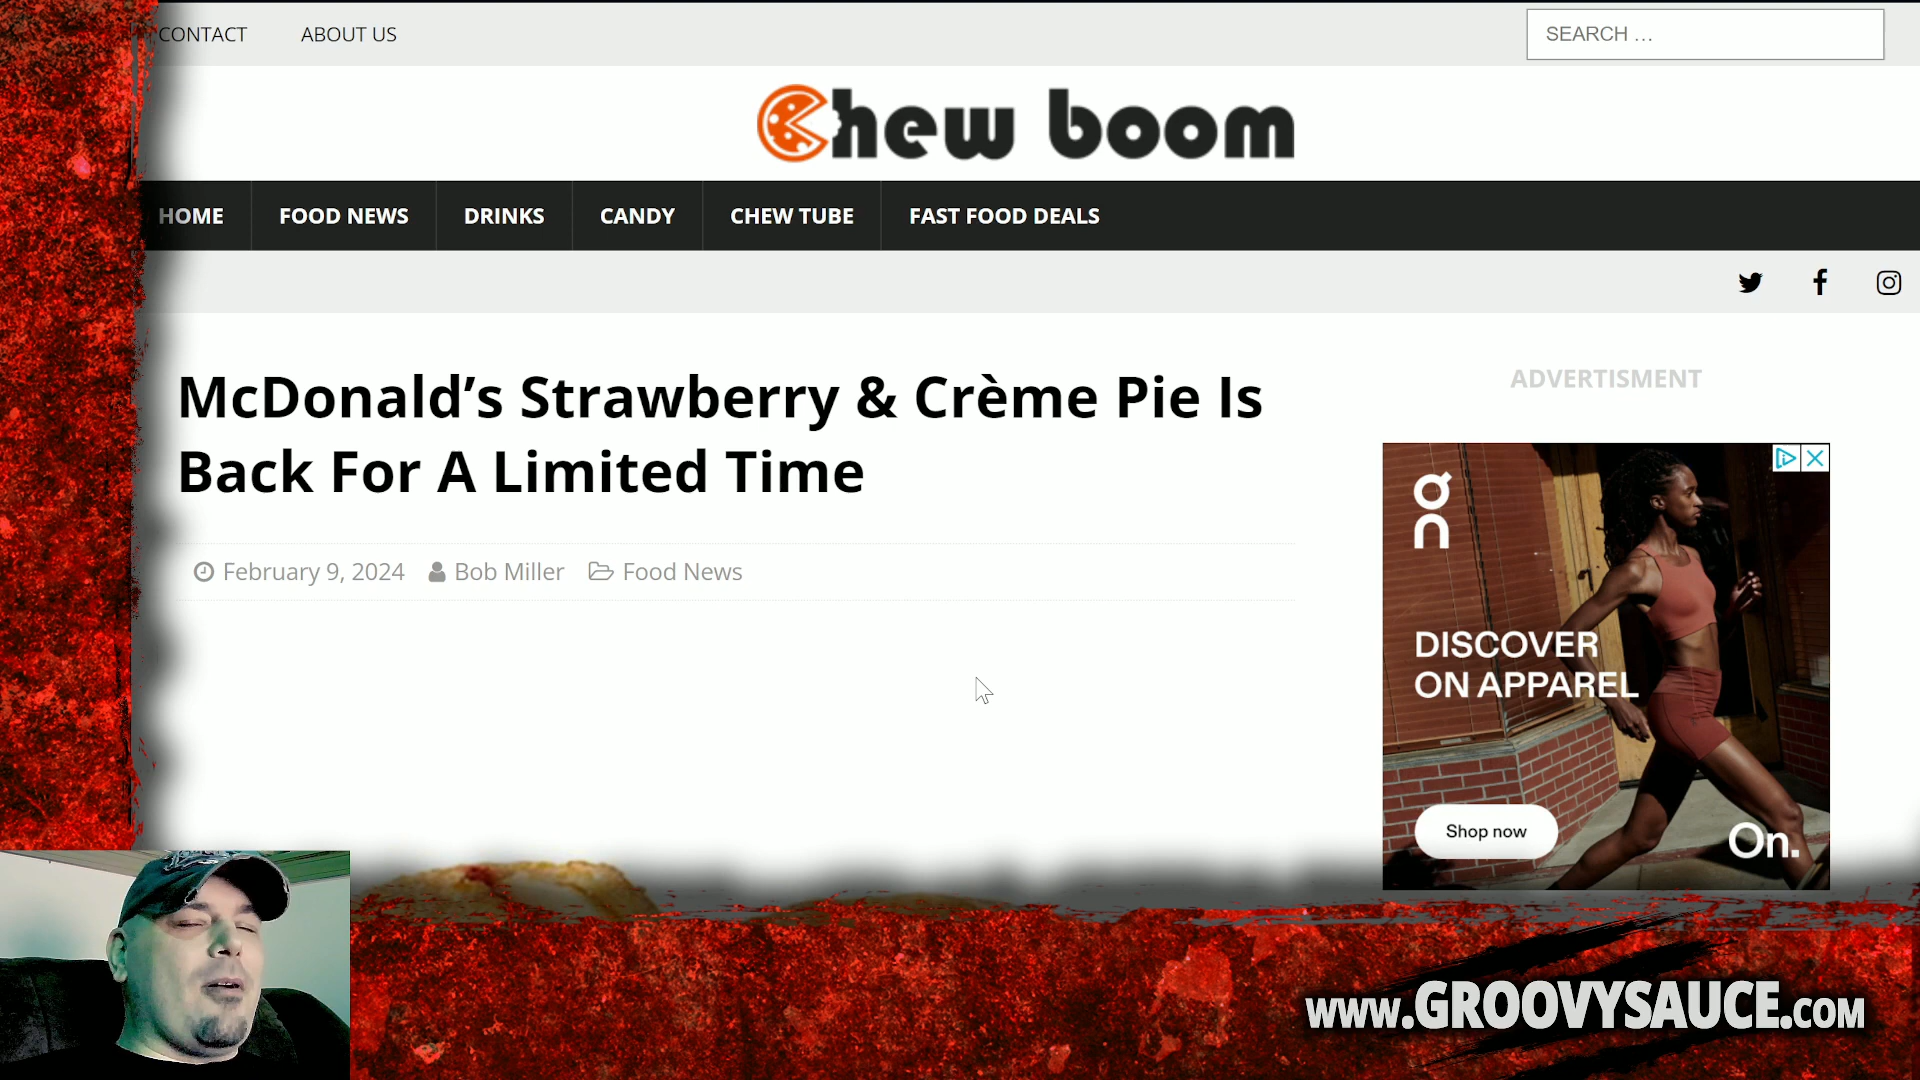 CONTACT ABOUT US SEARCH ...
Chew boom
HOME FOOD NEWS DRINKS CANDY CHEW TUBE FAST FOOD DEALS
McDonald’s Strawberry & Crème Pie Is
Back For A Limited Time
February 9, 2024 Bob Miller Food News
ADVERTISMENT
DISCOVER
ON APPAREL
Shop now
On.
www.GROOVYSAUCE.com